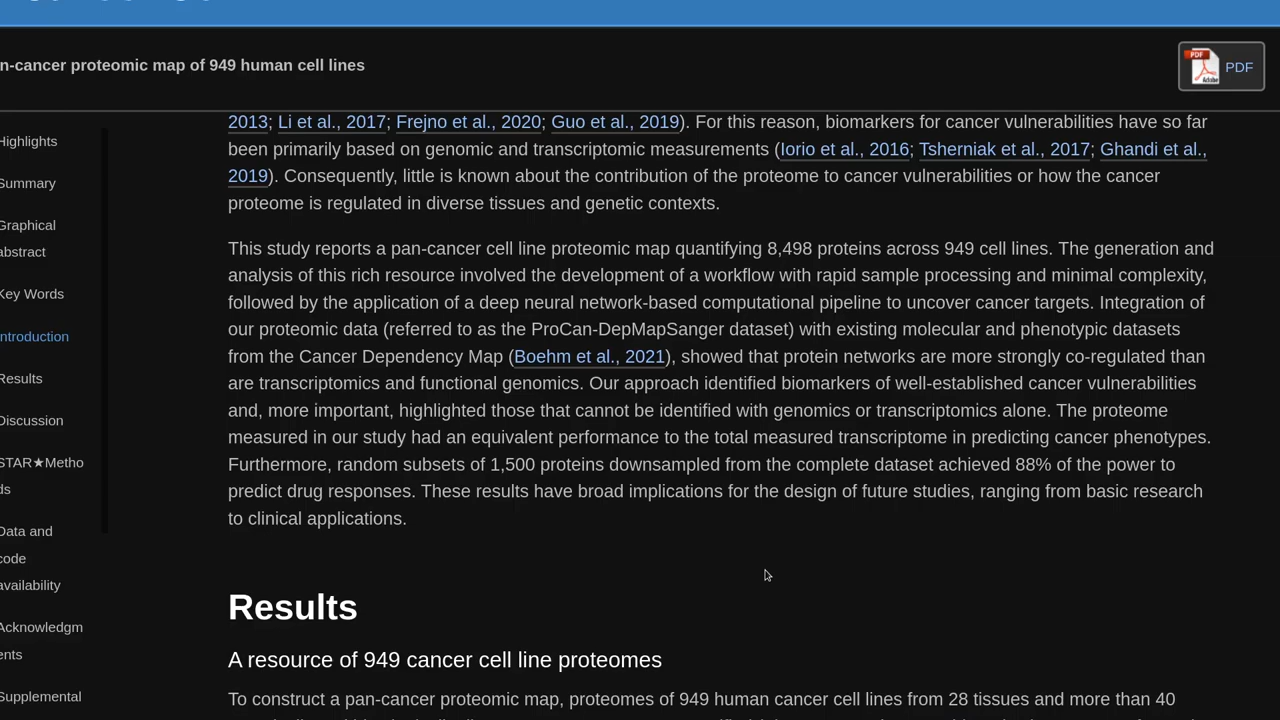 n-cancer proteomic map of 949 human cell lines
PDF
PDF
Adobe
Highlights
Summary
Graphical
abstract
Key Words
ntroduction
Results
Discussion
STAR★Metho
ds
Data and
code
availability
Acknowledgm
ents
Supplemental
2013; Li et al., 2017; Frejno et al., 2020; Guo et al., 2019). For this reason, biomarkers for cancer vulnerabilities have so far
been primarily based on genomic and transcriptomic measurements (Iorio et al., 2016; Tsherniak et al., 2017; Ghandi et al.,
2019). Consequently, little is known about the contribution of the proteome to cancer vulnerabilities or how the cancer
proteome is regulated in diverse tissues and genetic contexts.
This study reports a pan-cancer cell line proteomic map quantifying 8,498 proteins across 949 cell lines. The generation and
analysis of this rich resource involved the development of a workflow with rapid sample processing and minimal complexity,
followed by the application of a deep neural network-based computational pipeline to uncover cancer targets. Integration of
our proteomic data (referred to as the ProCan-DepMapSanger dataset) with existing molecular and phenotypic datasets
from the Cancer Dependency Map (Boehm et al., 2021), showed that protein networks are more strongly co-regulated than
are transcriptomics and functional genomics. Our approach identified biomarkers of well-established cancer vulnerabilities
and, more important, highlighted those that cannot be identified with genomics or transcriptomics alone. The proteome
measured in our study had an equivalent performance to the total measured transcriptome in predicting cancer phenotypes.
Furthermore, random subsets of 1,500 proteins downsampled from the complete dataset achieved 88% of the power to
predict drug responses. These results have broad implications for the design of future studies, ranging from basic research
to clinical applications.
Results
A resource of 949 cancer cell line proteomes
To construct a pan-cancer proteomic map, proteomes of 949 human cancer cell lines from 28 tissues and more than 40